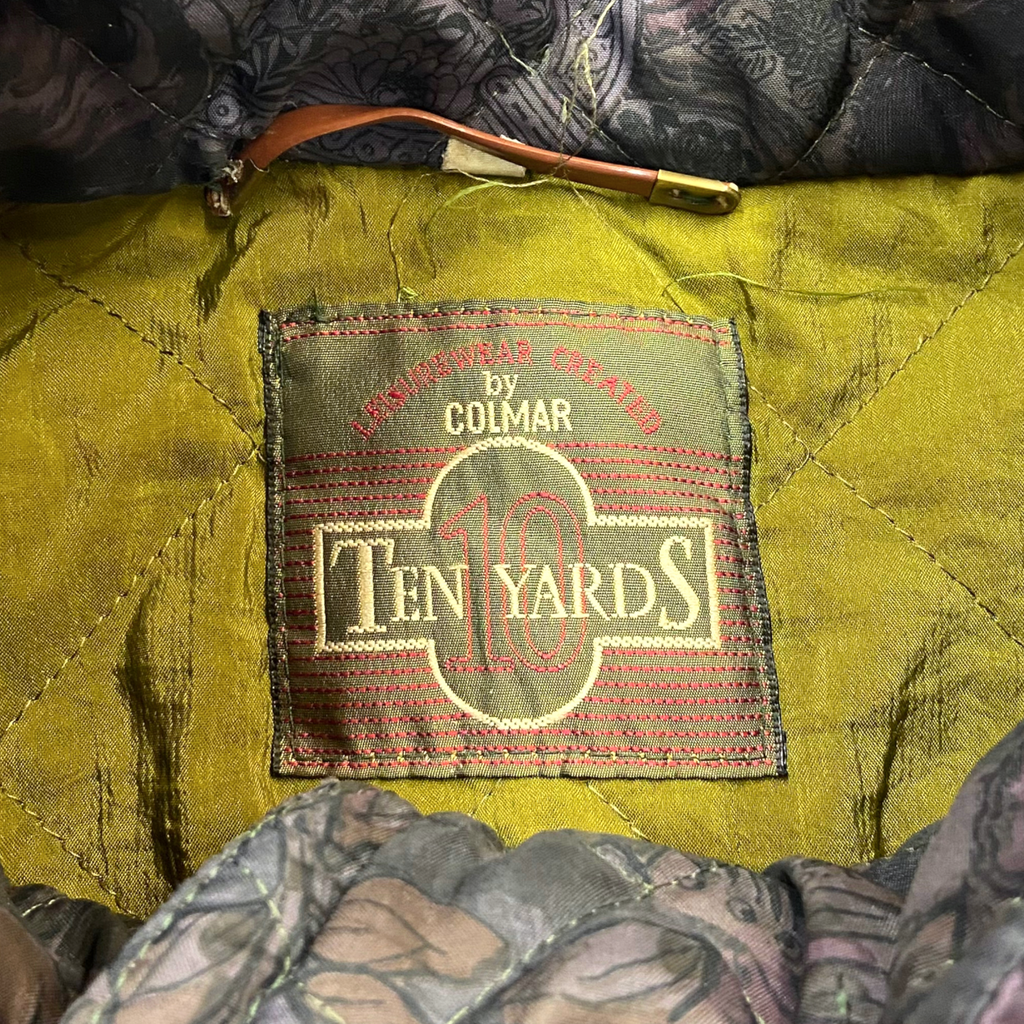 LEISUREWEAR CREATED
by
COLMAR
10
TEN YARDS